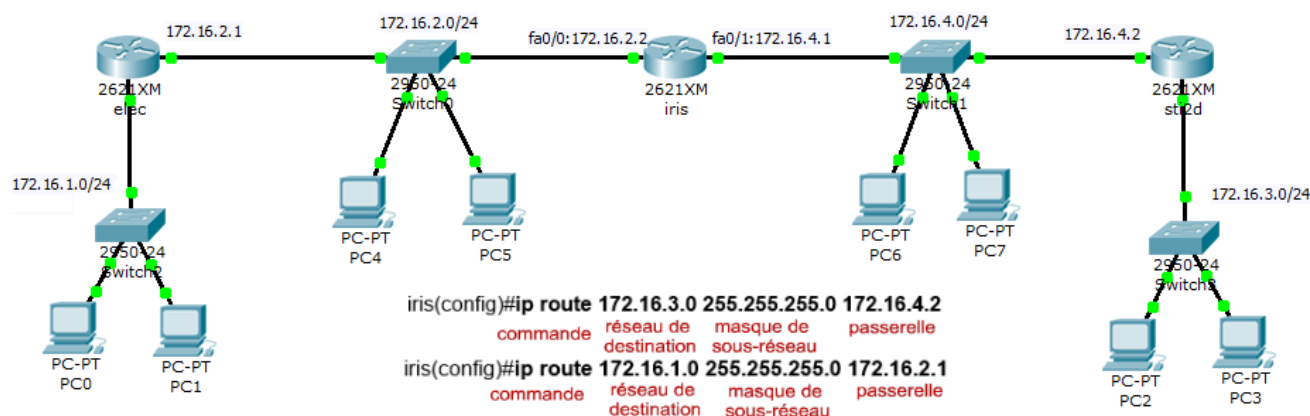 172.16.2.1
172.16.2.0/24
fa0/0:172.16.2.2
fa0/1:172.16.4.1
172.16.4.0/24
172.16.4.2
2621XM
elec
2950-24
Switch0
2621XM
iris
2950-24
Switch1
2621XM
sti2d
172.16.1.0/24
172.16.3.0/24
2950-24
Switch2
PC-PT
PC4
PC-PT
PC5
PC-PT
PC6
PC-PT
PC7
2950-24
Switch3
PC-PT
PC0
PC-PT
PC1
PC-PT
PC2
PC-PT
PC3
iris(config)#ip route 172.16.3.0 255.255.255.0 172.16.4.2
commande réseau de masque de passerelle
destination sous-réseau
iris(config)#ip route 172.16.1.0 255.255.255.0 172.16.2.1
commande réseau de masque de passerelle
destination sous-réseau